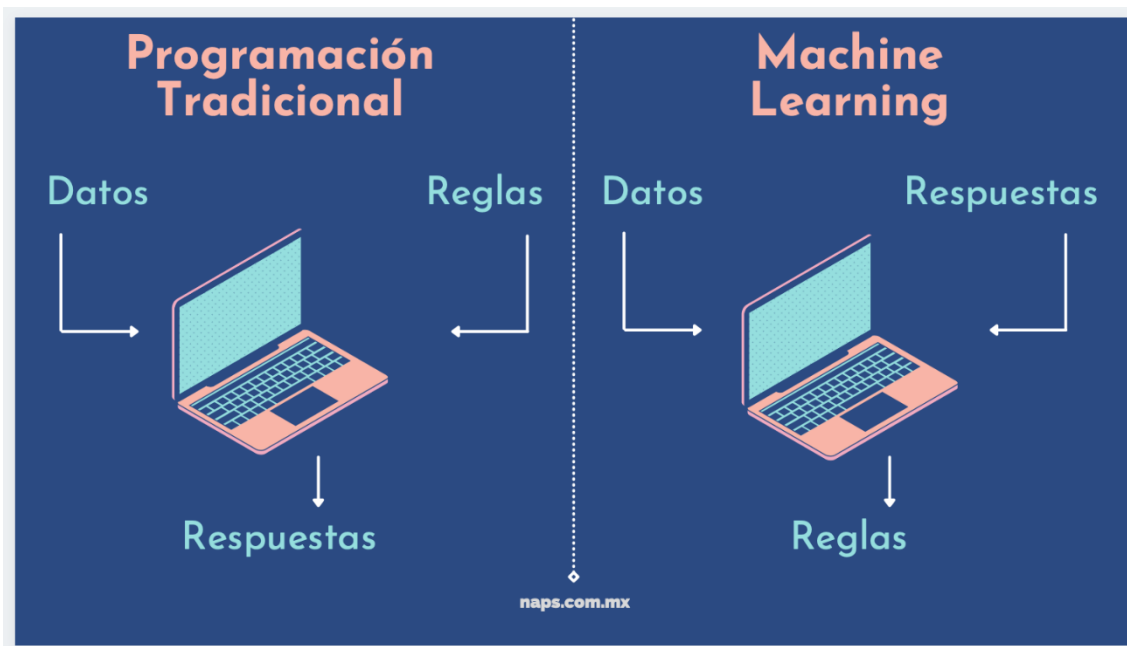 Programación
Tradicional
Datos
Reglas
Respuestas
Machine
Learning
Datos
Respuestas
Reglas
naps.com.mx